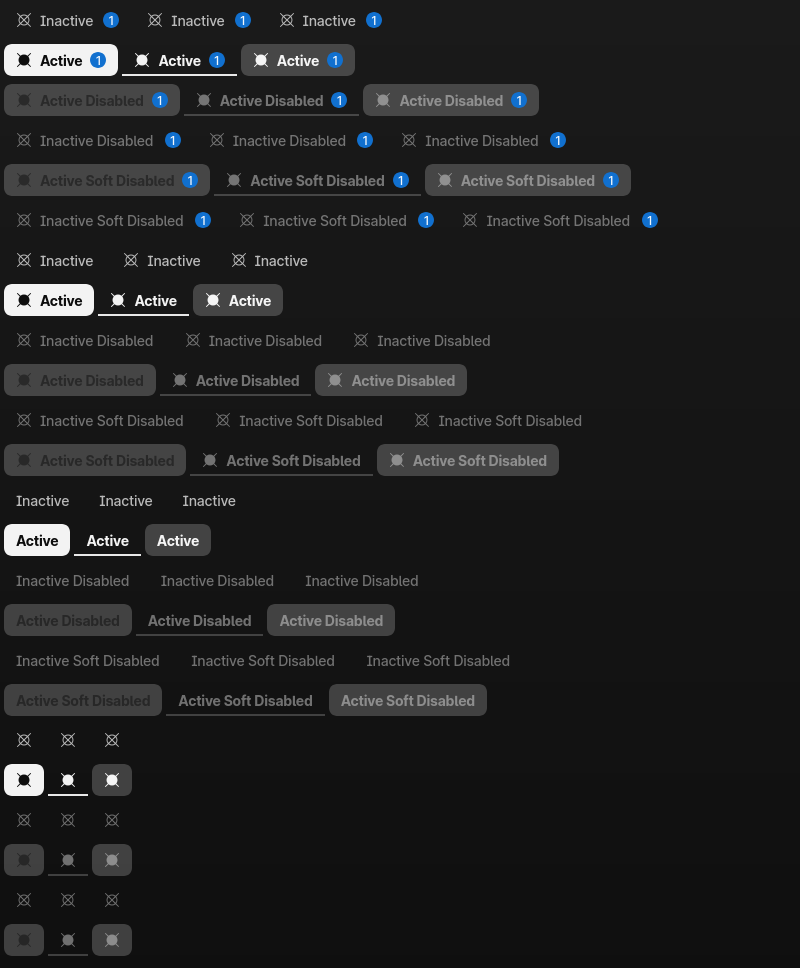 Inactive 1 Inactive 1 Inactive 1
Active 1 Active 1 Active 1
Active Disabled 1 Active Disabled 1 Active Disabled 1
Inactive Disabled 1 Inactive Disabled 1 Inactive Disabled 1
Active Soft Disabled 1 Active Soft Disabled 1 Active Soft Disabled 1
Inactive Soft Disabled 1 Inactive Soft Disabled 1 Inactive Soft Disabled 1
Inactive Inactive Inactive
Active Active Active
Inactive Disabled Inactive Disabled Inactive Disabled
Active Disabled Active Disabled Active Disabled
Inactive Soft Disabled Inactive Soft Disabled Inactive Soft Disabled
Active Soft Disabled Active Soft Disabled Active Soft Disabled
Inactive Inactive Inactive
Active Active Active
Inactive Disabled Inactive Disabled Inactive Disabled
Active Disabled Active Disabled Active Disabled
Inactive Soft Disabled Inactive Soft Disabled Inactive Soft Disabled
Active Soft Disabled Active Soft Disabled Active Soft Disabled